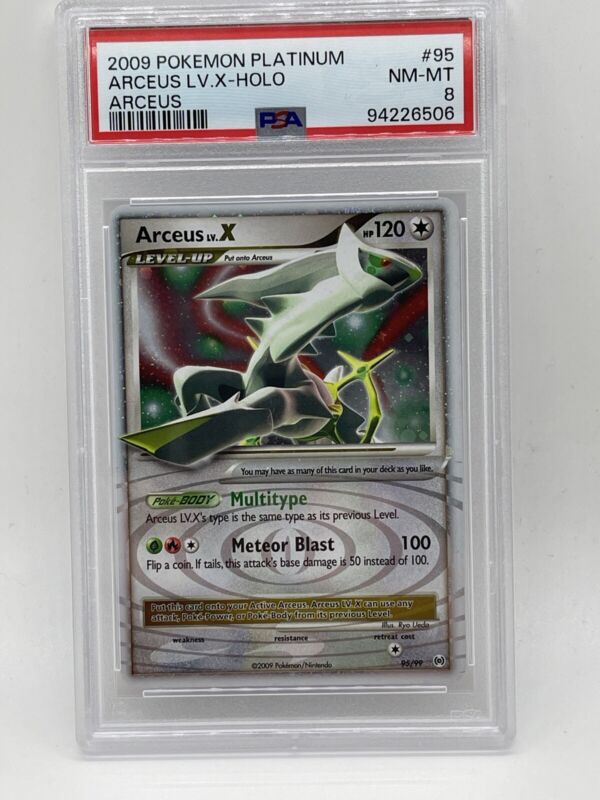 2009 POKEMON PLATINUM #95
ARCEUS LV.X-HOLO NM-MT
ARCEUS 8
PSA 94226506
Arceus LV.X HP 120
LEVEL-UP Put onto Arceus
You may have as many of this card in your deck as you like.
Poké-BODY Multitype
Arceus LV.X's type is the same type as its previous Level.
Meteor Blast 100
Flip a coin. If tails, this attack's base damage is 50 instead of 100.
Put this card onto your Active Arceus. Arceus LV.X can use any
attack, Poké-Power, or Poké-Body from its previous Level.
Illus. Ryo Ueda
weakness resistance retreat cost
©2009 Pokémon/Nintendo 95/99